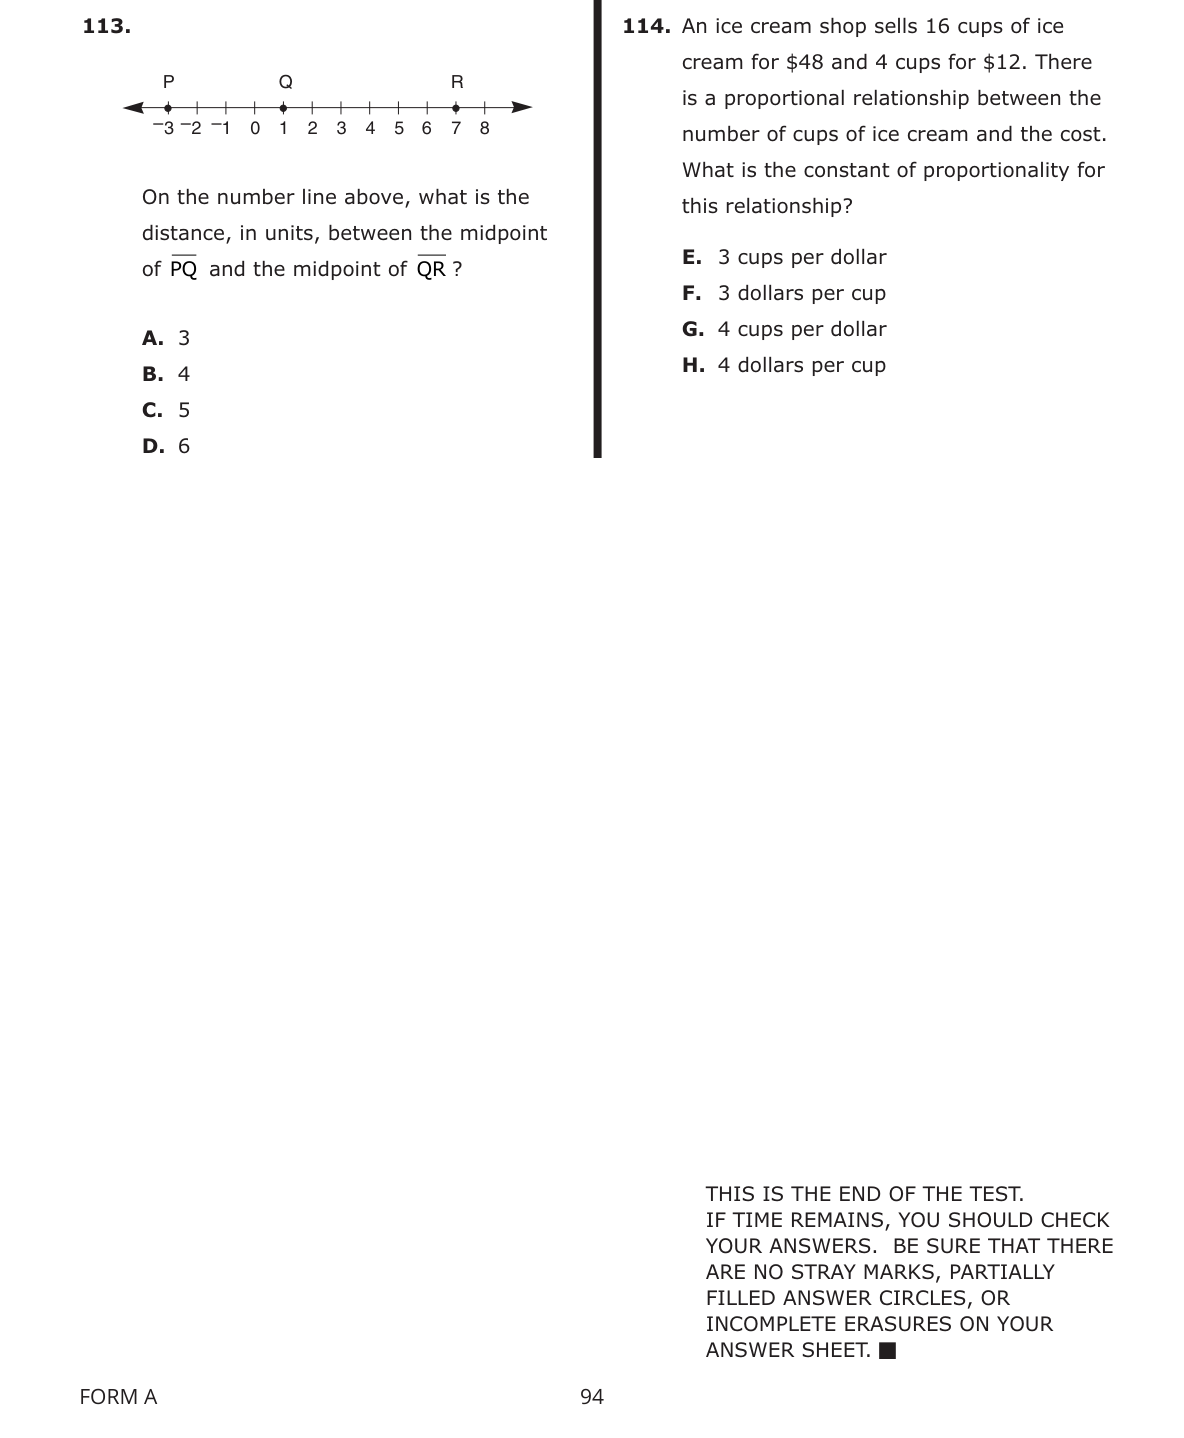 113.
P Q R
⁻3 ⁻2 ⁻1 0 1 2 3 4 5 6 7 8
On the number line above, what is the
distance, in units, between the midpoint
of PQ and the midpoint of QR ?
A. 3
B. 4
C. 5
D. 6
114. An ice cream shop sells 16 cups of ice
cream for $48 and 4 cups for $12. There
is a proportional relationship between the
number of cups of ice cream and the cost.
What is the constant of proportionality for
this relationship?
E. 3 cups per dollar
F. 3 dollars per cup
G. 4 cups per dollar
H. 4 dollars per cup
THIS IS THE END OF THE TEST.
IF TIME REMAINS, YOU SHOULD CHECK
YOUR ANSWERS. BE SURE THAT THERE
ARE NO STRAY MARKS, PARTIALLY
FILLED ANSWER CIRCLES, OR
INCOMPLETE ERASURES ON YOUR
ANSWER SHEET. ■
FORM A 94